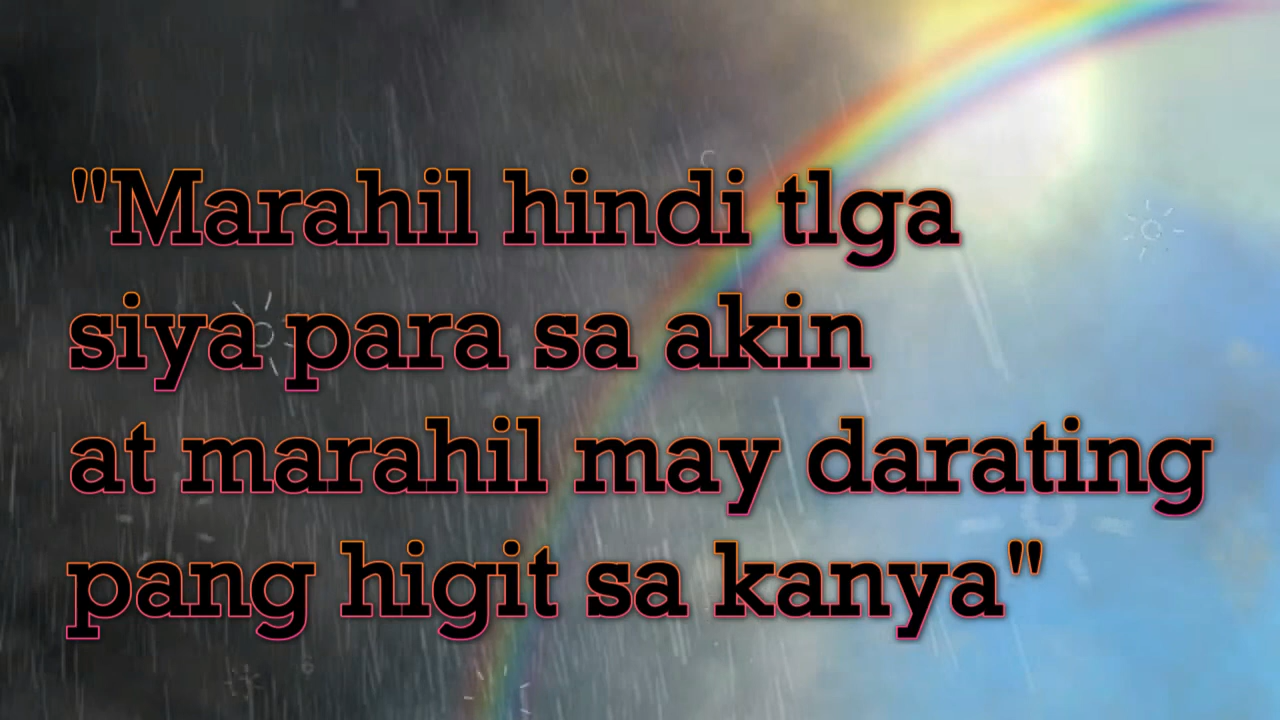 "Marahil hindi tlga
siya para sa akin
at marahil may darating
pang higit sa kanya"